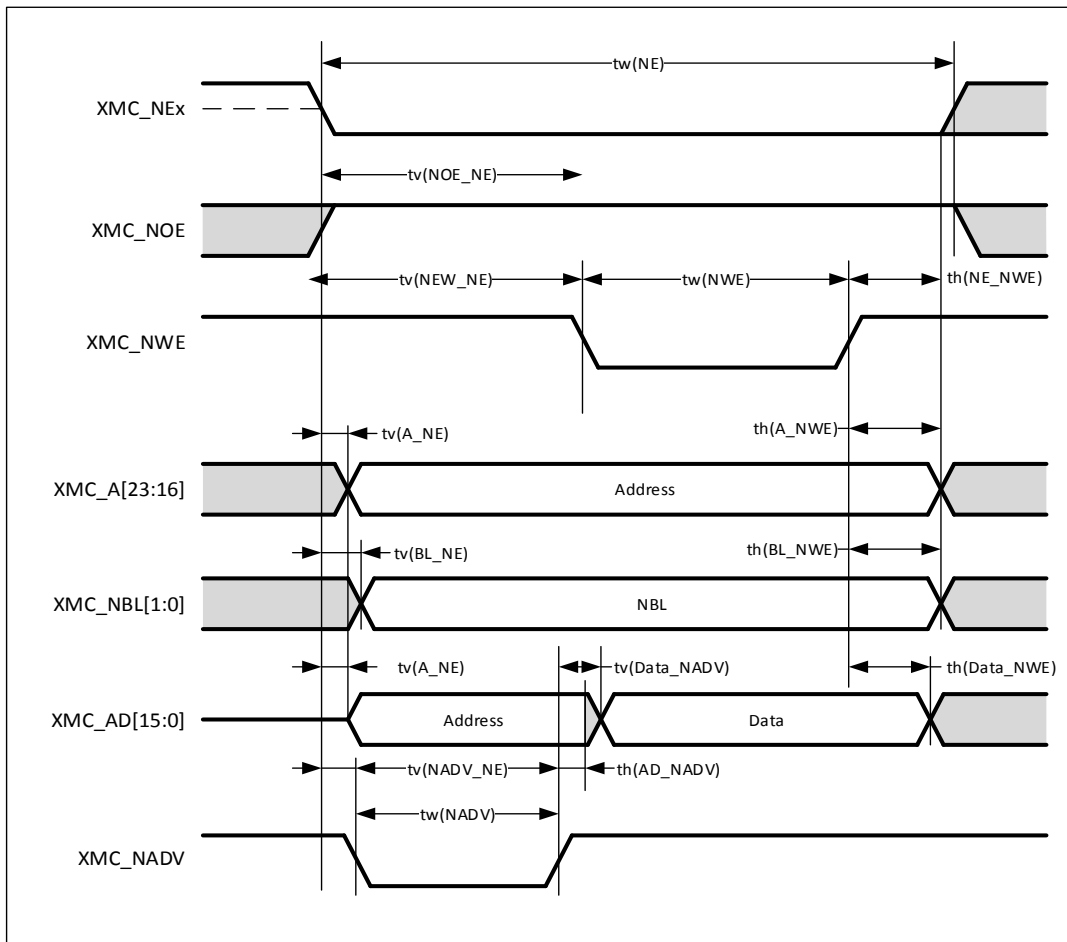 tw(NE)
XMC_NEx
tv(NOE_NE)
XMC_NOE
tv(NEW_NE)
tw(NWE)
th(NE_NWE)
XMC_NWE
tv(A_NE)
th(A_NWE)
XMC_A[23:16]
Address
tv(BL_NE)
th(BL_NWE)
XMC_NBL[1:0]
NBL
tv(A_NE)
tv(Data_NADV)
th(Data_NWE)
XMC_AD[15:0]
Address
Data
tv(NADV_NE)
th(AD_NADV)
tw(NADV)
XMC_NADV